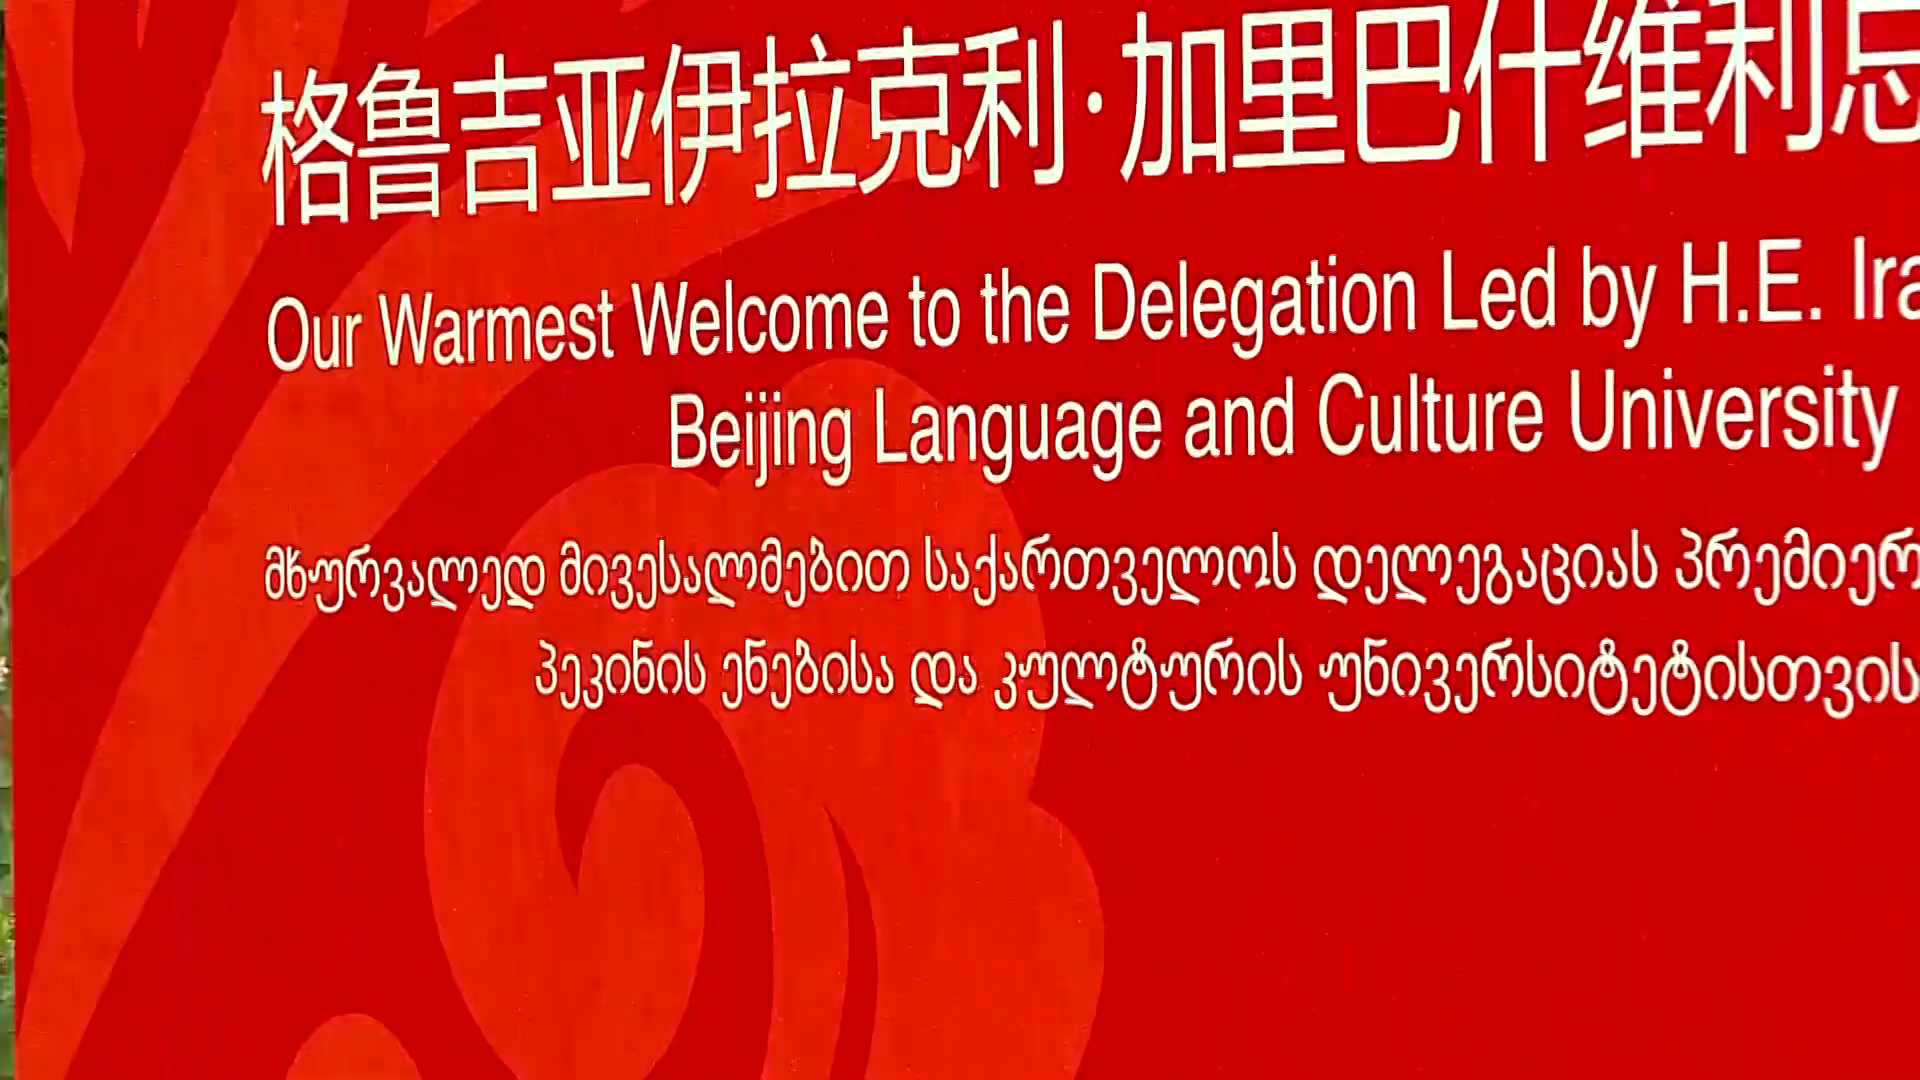 格鲁吉亚伊拉克利·加里巴什维利总
Our Warmest Welcome to the Delegation Led by H.E. Ira
Beijing Language and Culture University
მხურვალედ მივესალმებით საქართველოს დელეგაციას პრემიერ
პეკინის ენებისა და კულტურის უნივერსიტეტისთვის